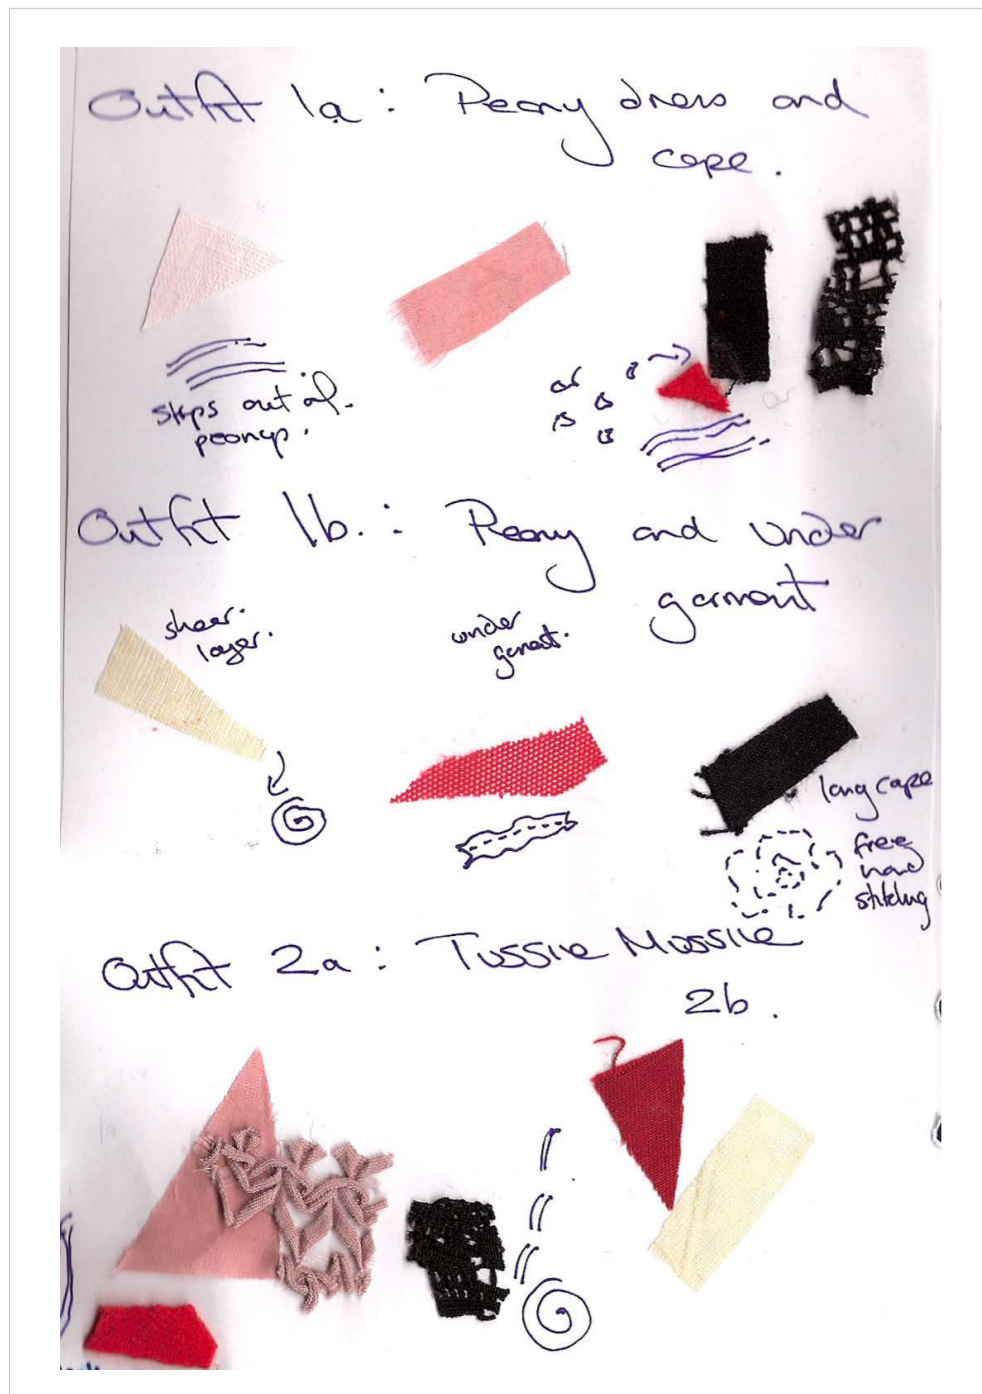 Outfit 1a : Peony dress and
cape.
or
strips out of
peony.
Outfit 1b. : Peony and under
garment
sheer
layer.
under
garment.
long cape
free
hand
stitching
Outfit 2a : Tussie Mussie
2b.